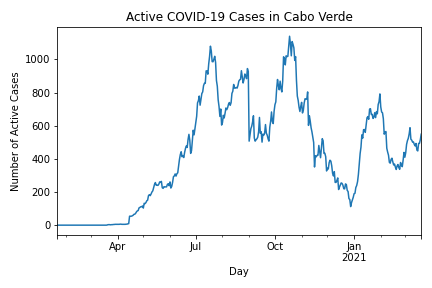 Active COVID-19 Cases in Cabo Verde
Number of Active Cases
1000
800
600
400
200
0
Apr
Jul
Oct
Jan
2021
Day